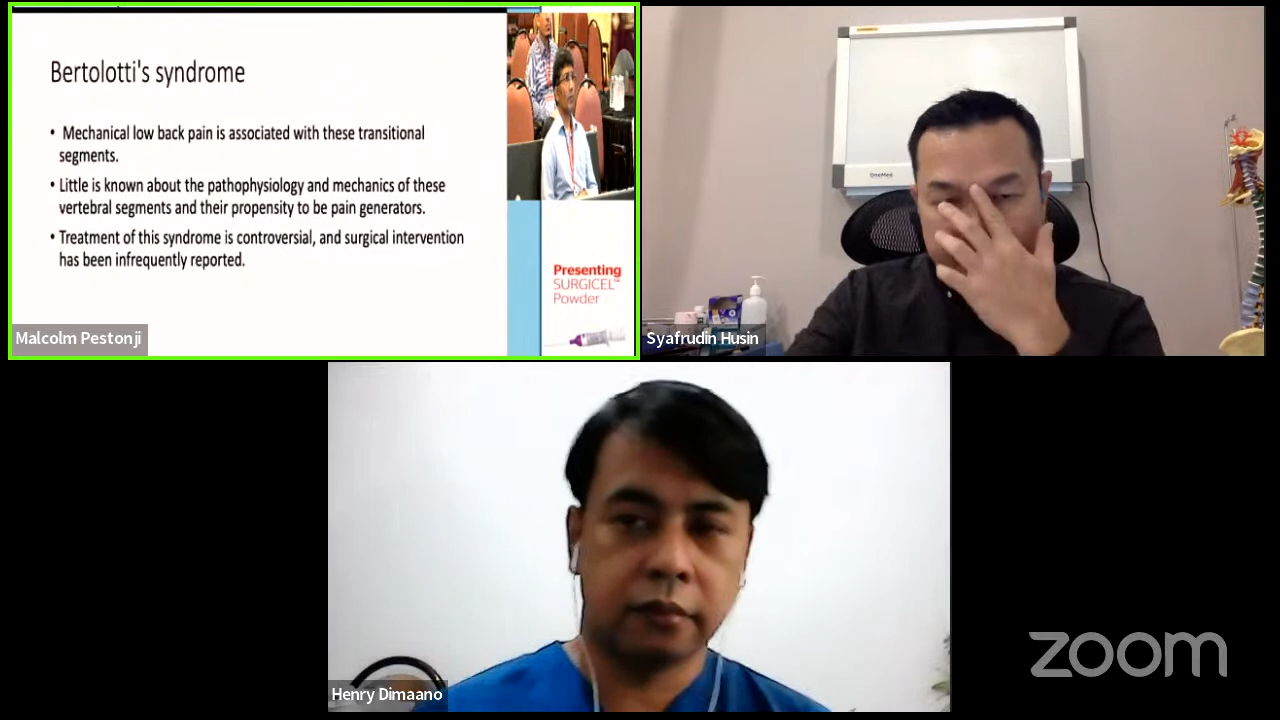 Bertolotti's syndrome
• Mechanical low back pain is associated with these transitional
segments.
• Little is known about the pathophysiology and mechanics of these
vertebral segments and their propensity to be pain generators.
• Treatment of this syndrome is controversial, and surgical intervention
has been infrequently reported.
Presenting
SURGICEL™
Powder
Malcolm Pestonji
OneMed
Syafrudin Husin
Henry Dimaano
zoom